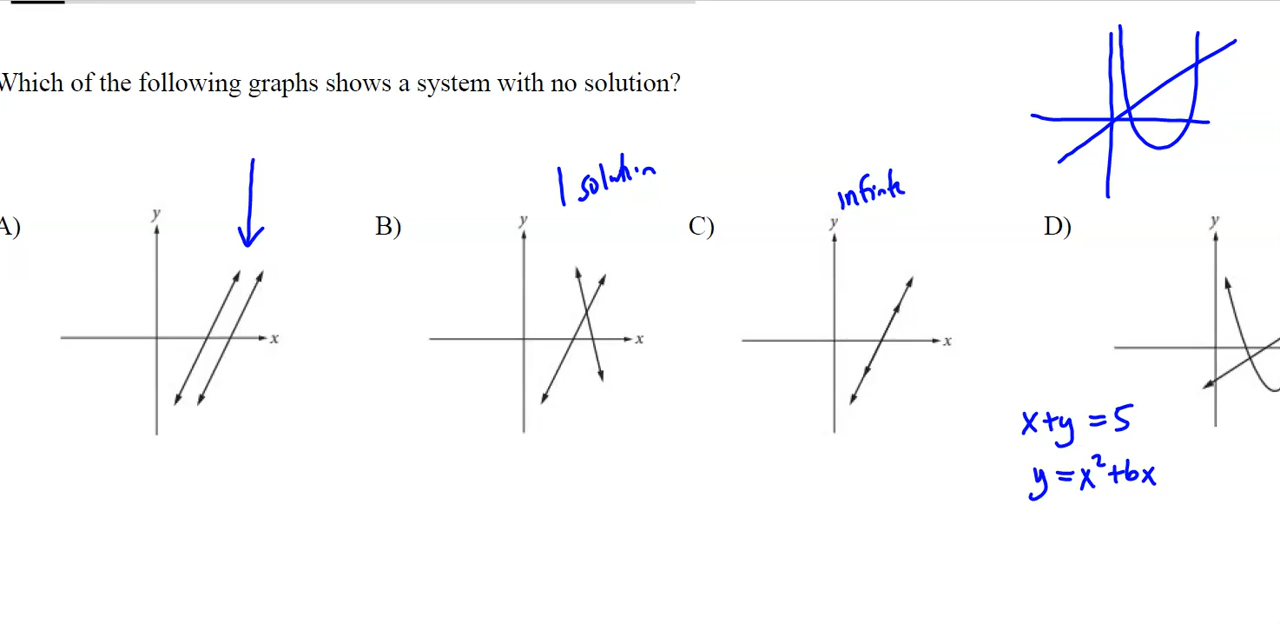 Which of the following graphs shows a system with no solution?
1 solution
infinite
A)
B)
C)
D)
y
y
y
y
x
x
x
x+y=5
y=x²+6x